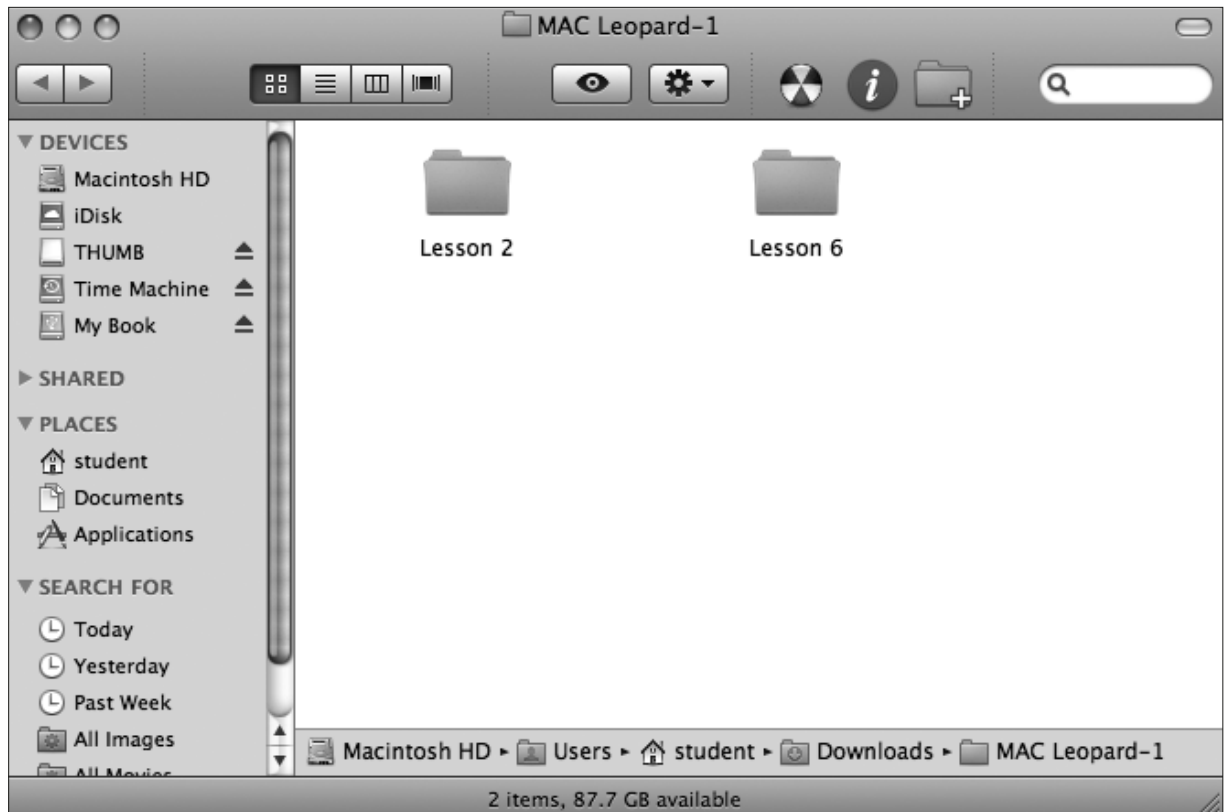 MAC Leopard-1
DEVICES
Macintosh HD
iDisk
THUMB
Time Machine
My Book
SHARED
PLACES
student
Documents
Applications
SEARCH FOR
Today
Yesterday
Past Week
All Images
All Movies
Lesson 2
Lesson 6
Macintosh HD ▸ Users ▸ student ▸ Downloads ▸ MAC Leopard-1
2 items, 87.7 GB available